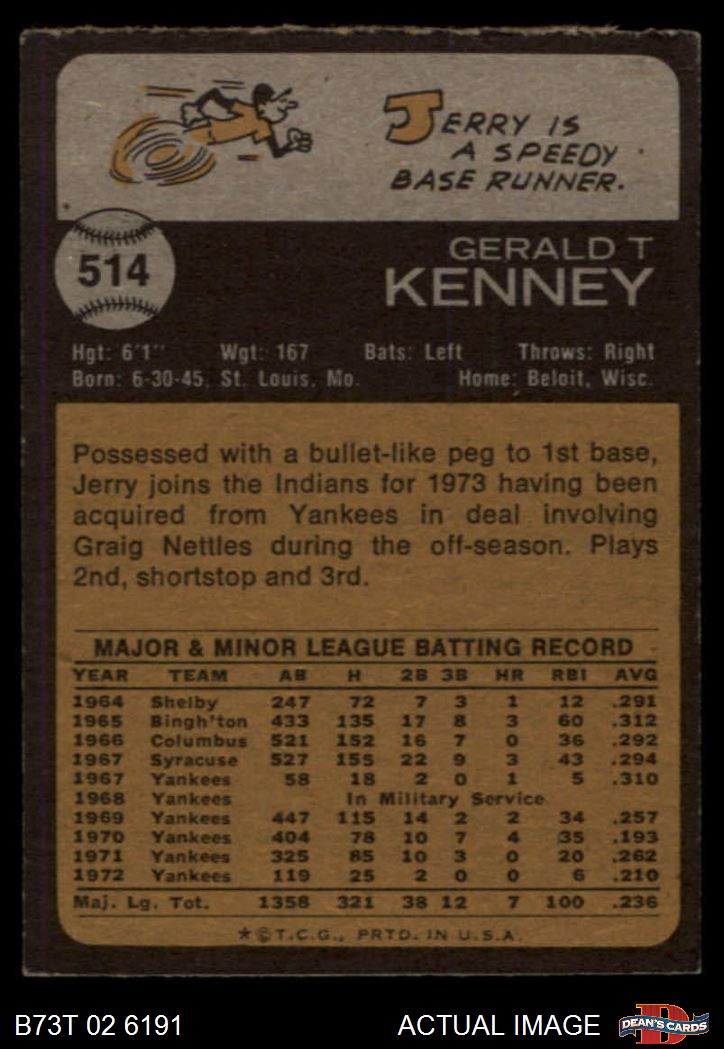 JERRY IS
A SPEEDY
BASE RUNNER.
514
GERALD T
KENNEY
Hgt: 6'1" Wgt: 167 Bats: Left Throws: Right
Born: 6-30-45, St. Louis, Mo. Home: Beloit, Wisc.
Possessed with a bullet-like peg to 1st base,
Jerry joins the Indians for 1973 having been
acquired from Yankees in deal involving
Graig Nettles during the off-season. Plays
2nd, shortstop and 3rd.
MAJOR & MINOR LEAGUE BATTING RECORD
YEAR TEAM AB H 2B 3B HR RBI AVG
1964 Shelby 247 72 7 3 1 12 .291
1965 Bingh'ton 433 135 17 8 3 60 .312
1966 Columbus 521 152 16 7 0 36 .292
1967 Syracuse 527 155 22 9 3 43 .294
1967 Yankees 58 18 2 0 1 5 .310
1968 Yankees In Military Service
1969 Yankees 447 115 14 2 2 34 .257
1970 Yankees 404 78 10 7 4 35 .193
1971 Yankees 325 85 10 3 0 20 .262
1972 Yankees 119 25 2 0 0 6 .210
Maj. Lg. Tot. 1358 321 38 12 7 100 .236
★©T.C.G., PRTD. IN U.S.A.
B73T 02 6191 ACTUAL IMAGE D DEAN'S CARDS